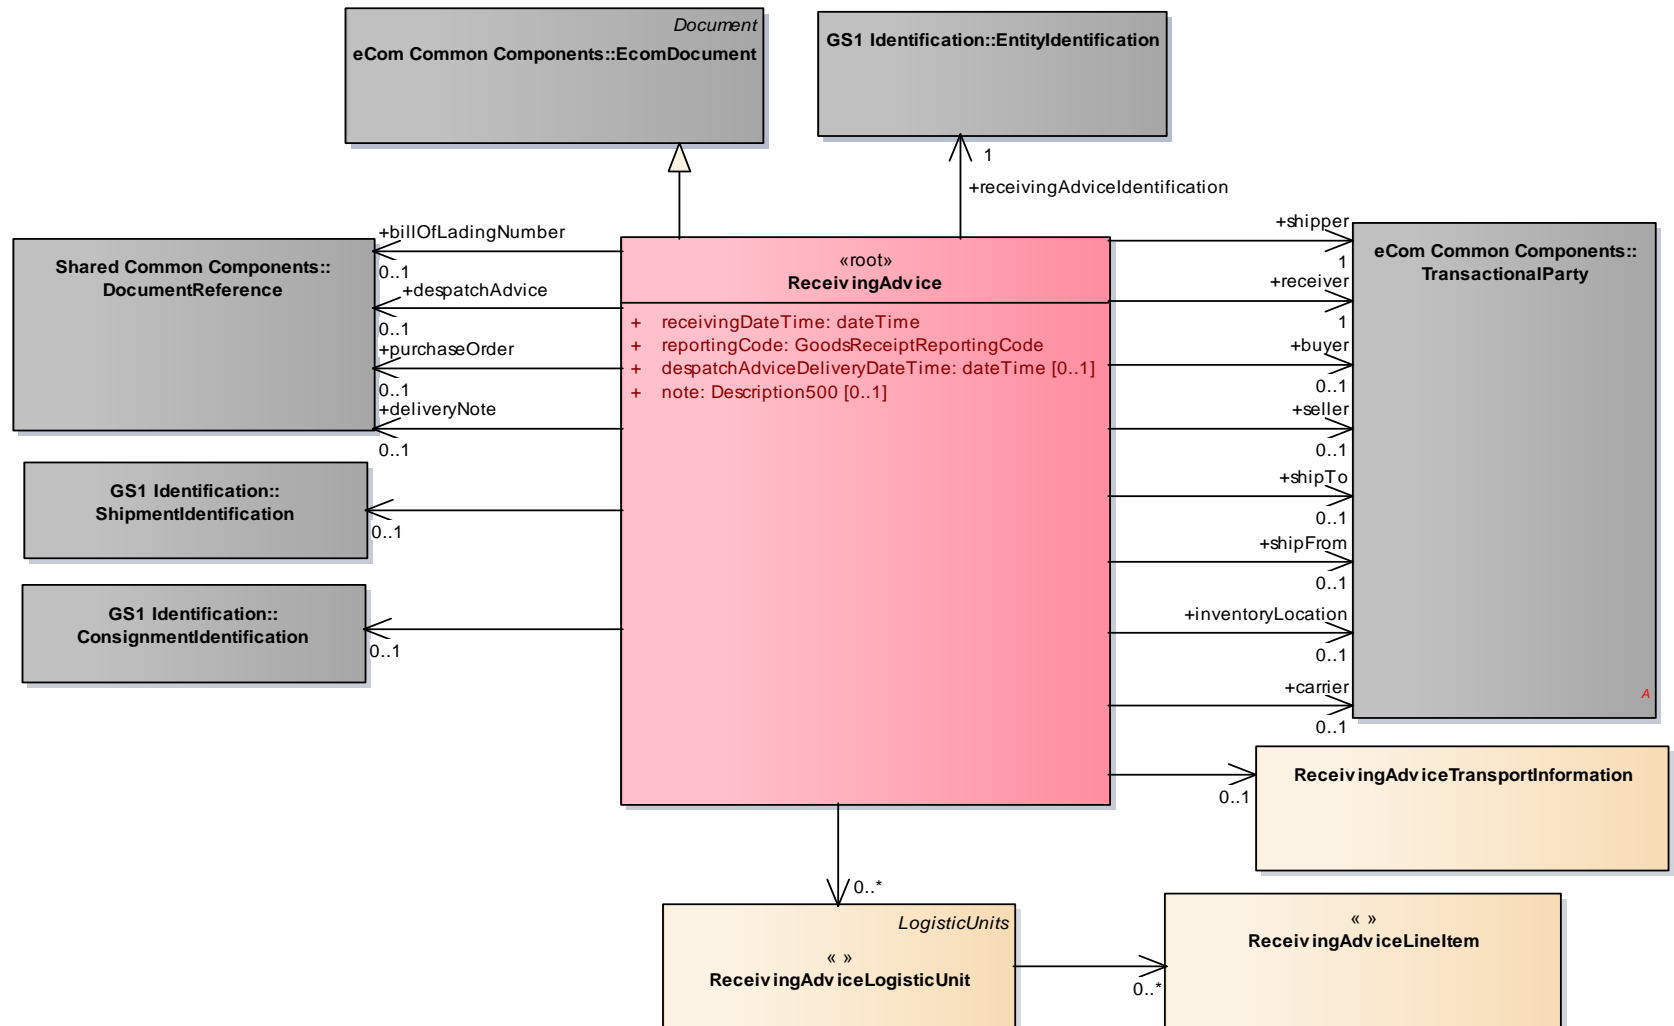 Document
eCom Common Components::EcomDocument
GS1 Identification::EntityIdentification
1
+receivingAdviceIdentification
+billOfLadingNumber
0..1
+despatchAdvice
0..1
+purchaseOrder
0..1
+deliveryNote
0..1
Shared Common Components::
DocumentReference
GS1 Identification::
ShipmentIdentification
0..1
GS1 Identification::
ConsignmentIdentification
0..1
«root»
ReceivingAdvice
+ receivingDateTime: dateTime
+ reportingCode: GoodsReceiptReportingCode
+ despatchAdviceDeliveryDateTime: dateTime [0..1]
+ note: Description500 [0..1]
+shipper
1
+receiver
1
+buyer
0..1
+seller
0..1
+shipTo
0..1
+shipFrom
0..1
+inventoryLocation
0..1
+carrier
0..1
eCom Common Components::
TransactionalParty
A
0..1
ReceivingAdviceTransportInformation
0..*
LogisticUnits
« »
ReceivingAdviceLogisticUnit
0..*
« »
ReceivingAdviceLineItem